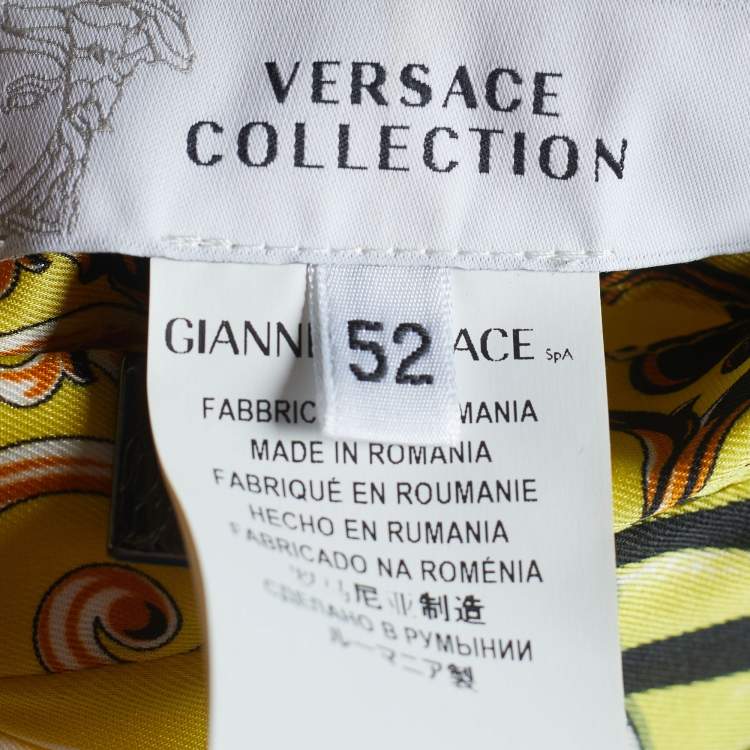 VERSACE
COLLECTION
52
GIANNI ACE SpA
FABBRIC MANIA
MADE IN ROMANIA
FABRIQUÉ EN ROUMANIE
HECHO EN RUMANIA
FABRICADO NA ROMÉNIA
尼亚制造
СДЕЛАНО В РУМЫНИИ
ルーマニア製